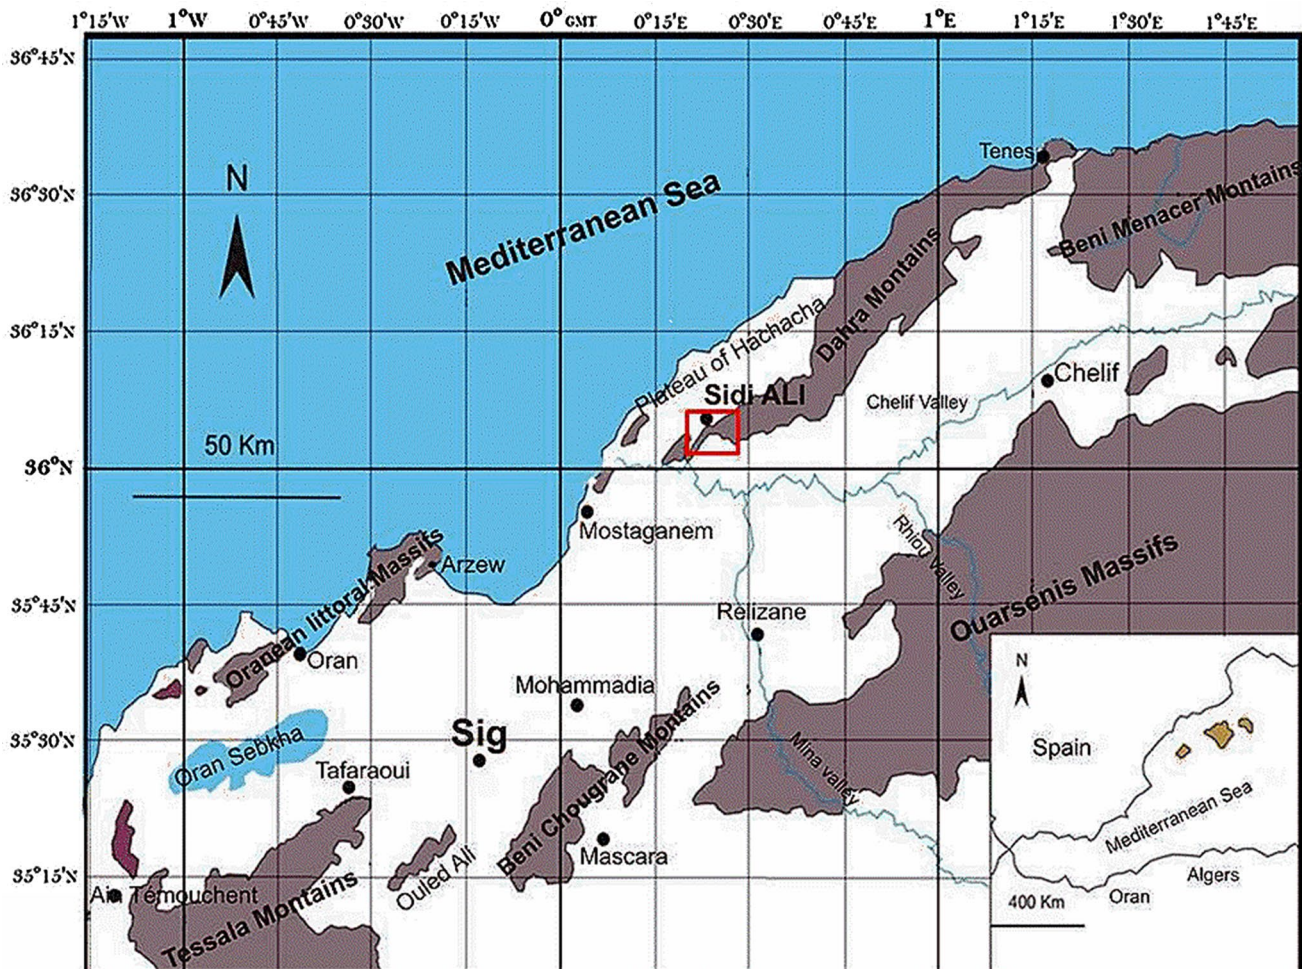 1°15'W 1°W 0°45'W 0°30'W 0°15'W 0° GMT 0°15'E 0°30'E 0°45'E 1°E 1°15'E 1°30'E 1°45'E
36°45'N
Tenes
N
36°30'N
Mediterranean Sea
Beni Menacer Montains
Dahra Montains
36°15'N
Plateau of Hachacha
Chelif
Sidi ALI
Chelif Valley
50 Km
36°N
Mostaganem
Rhiou Valley
Oranean littoral Massifs
Arzew
Ouarsenis Massifs
35°45'N
Relizane
Oran
Mohammadia
Sig
35°30'N
Oran Sebkha
Tafaraoui
Mina valley
Beni Chougrane Montains
Mascara
Ouled Ali
35°15'N
Ain Témouchent
Tessala Montains
N
Spain
Mediterranean Sea
Algers
Oran
400 Km